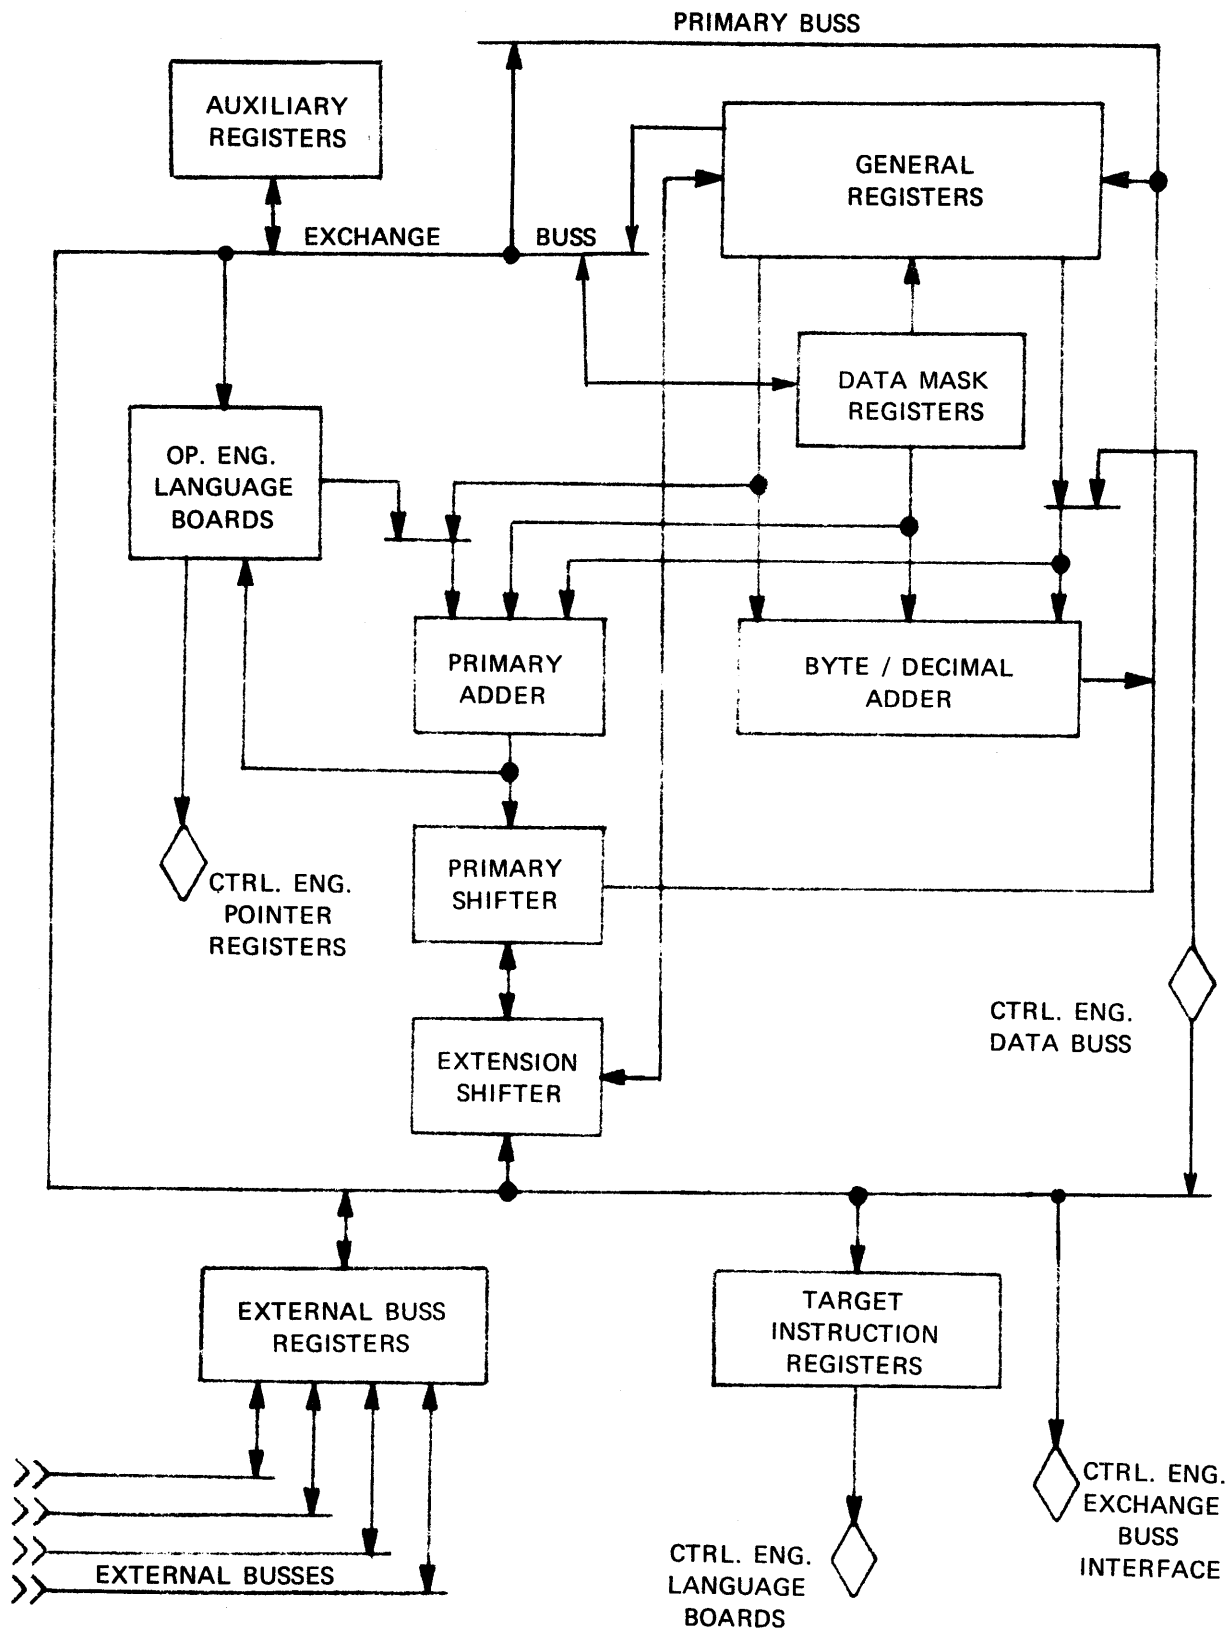 PRIMARY BUSS
AUXILIARY
REGISTERS
GENERAL
REGISTERS
EXCHANGE BUSS
DATA MASK
REGISTERS
OP. ENG.
LANGUAGE
BOARDS
PRIMARY
ADDER
BYTE / DECIMAL
ADDER
PRIMARY
SHIFTER
CTRL. ENG.
POINTER
REGISTERS
CTRL. ENG.
DATA BUSS
EXTENSION
SHIFTER
EXTERNAL BUSS
REGISTERS
TARGET
INSTRUCTION
REGISTERS
CTRL. ENG.
EXCHANGE
BUSS
INTERFACE
EXTERNAL BUSSES
CTRL. ENG.
LANGUAGE
BOARDS